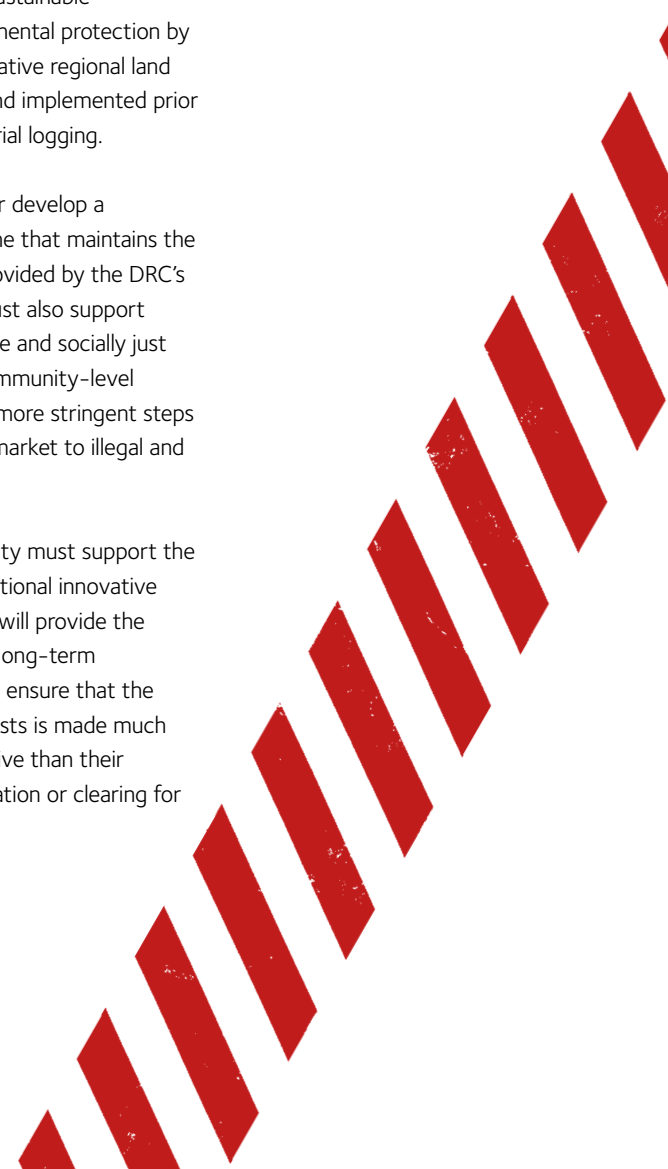 mental protection by
ative regional land
nd implemented prior
rial logging.
r develop a
ne that maintains the
ovided by the DRC's
ust also support
e and socially just
mmunity-level
more stringent steps
market to illegal and
ty must support the
tional innovative
will provide the
ong-term
ensure that the
sts is made much
ive than their
ation or clearing for